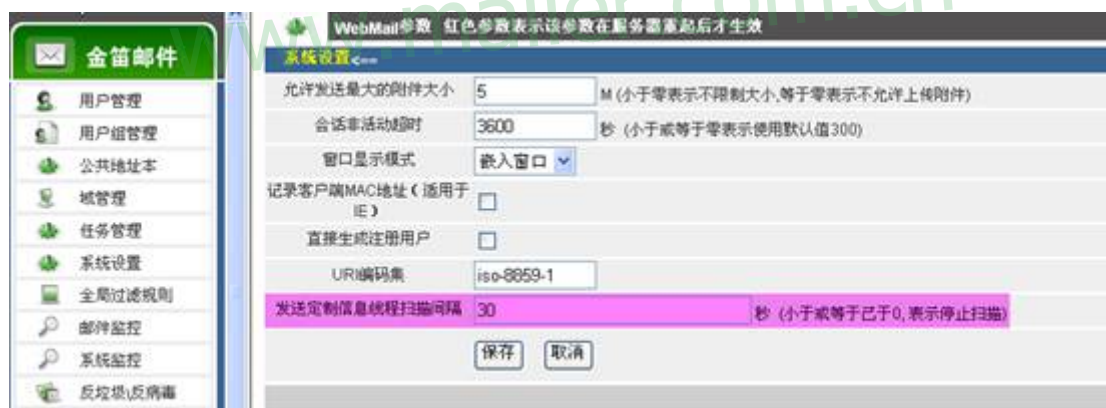 www.mailer.com.cn
金笛邮件
用户管理
用户组管理
公共地址本
域管理
任务管理
系统设置
全局过滤规则
邮件监控
系统监控
反垃圾\反病毒
WebMail参数 红色参数表示该参数在服务器重起后才生效
系统设置<==
允许发送最大的附件大小 5 M (小于零表示不限制大小,等于零表示不允许上传附件)
会话非活动超时 3600 秒 (小于或等于零表示使用默认值300)
窗口显示模式 嵌入窗口
记录客户端MAC地址(适用于
IE)
直接生成注册用户
URI编码集 iso-8859-1
发送定制信息线程扫描间隔 30 秒 (小于或等于己于0,表示停止扫描)
保存 取消